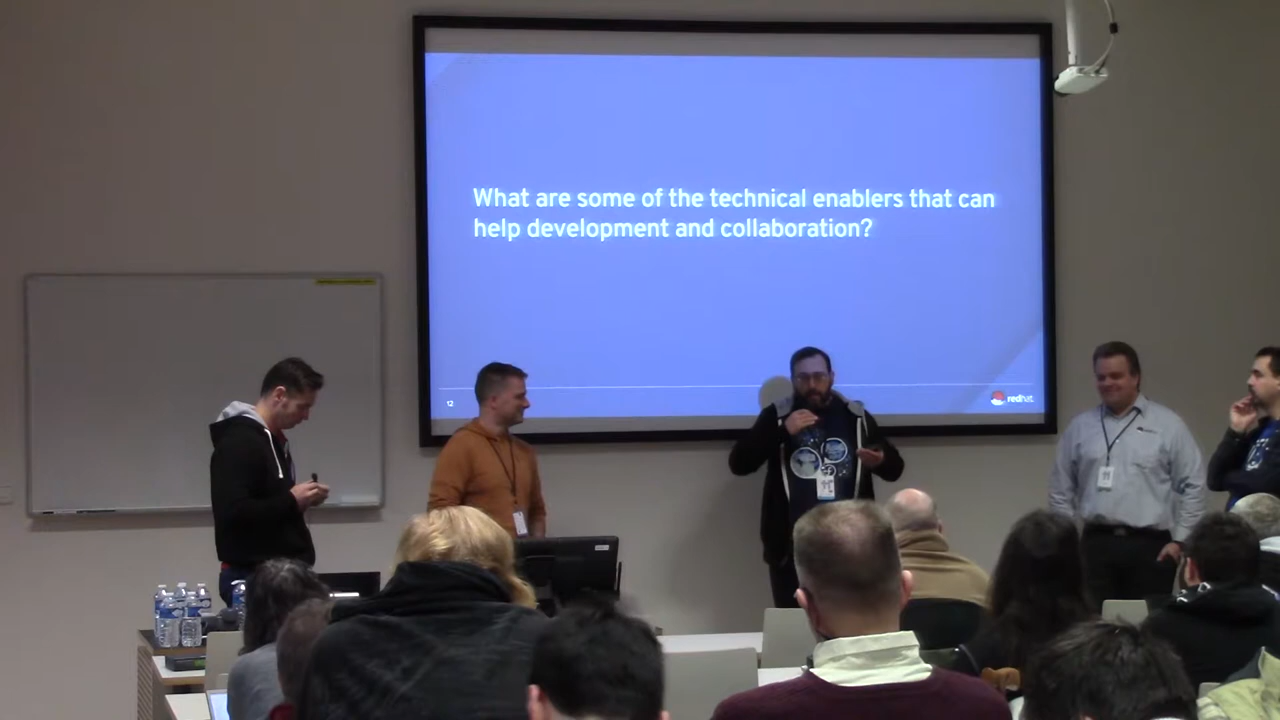 What are some of the technical enablers that can
help development and collaboration?
12
redhat.